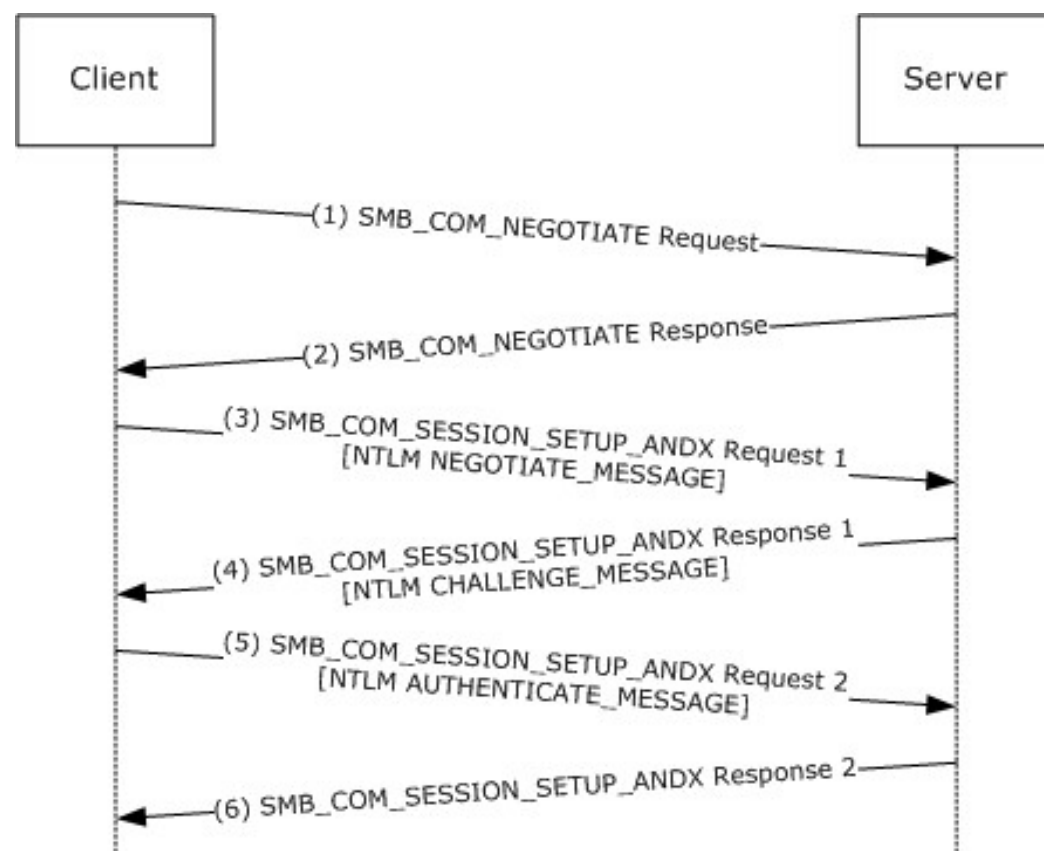 Client
Server
(1) SMB_COM_NEGOTIATE Request
(2) SMB_COM_NEGOTIATE Response
(3) SMB_COM_SESSION_SETUP_ANDX Request 1
[NTLM NEGOTIATE_MESSAGE]
(4) SMB_COM_SESSION_SETUP_ANDX Response 1
[NTLM CHALLENGE_MESSAGE]
(5) SMB_COM_SESSION_SETUP_ANDX Request 2
[NTLM AUTHENTICATE_MESSAGE]
(6) SMB_COM_SESSION_SETUP_ANDX Response 2